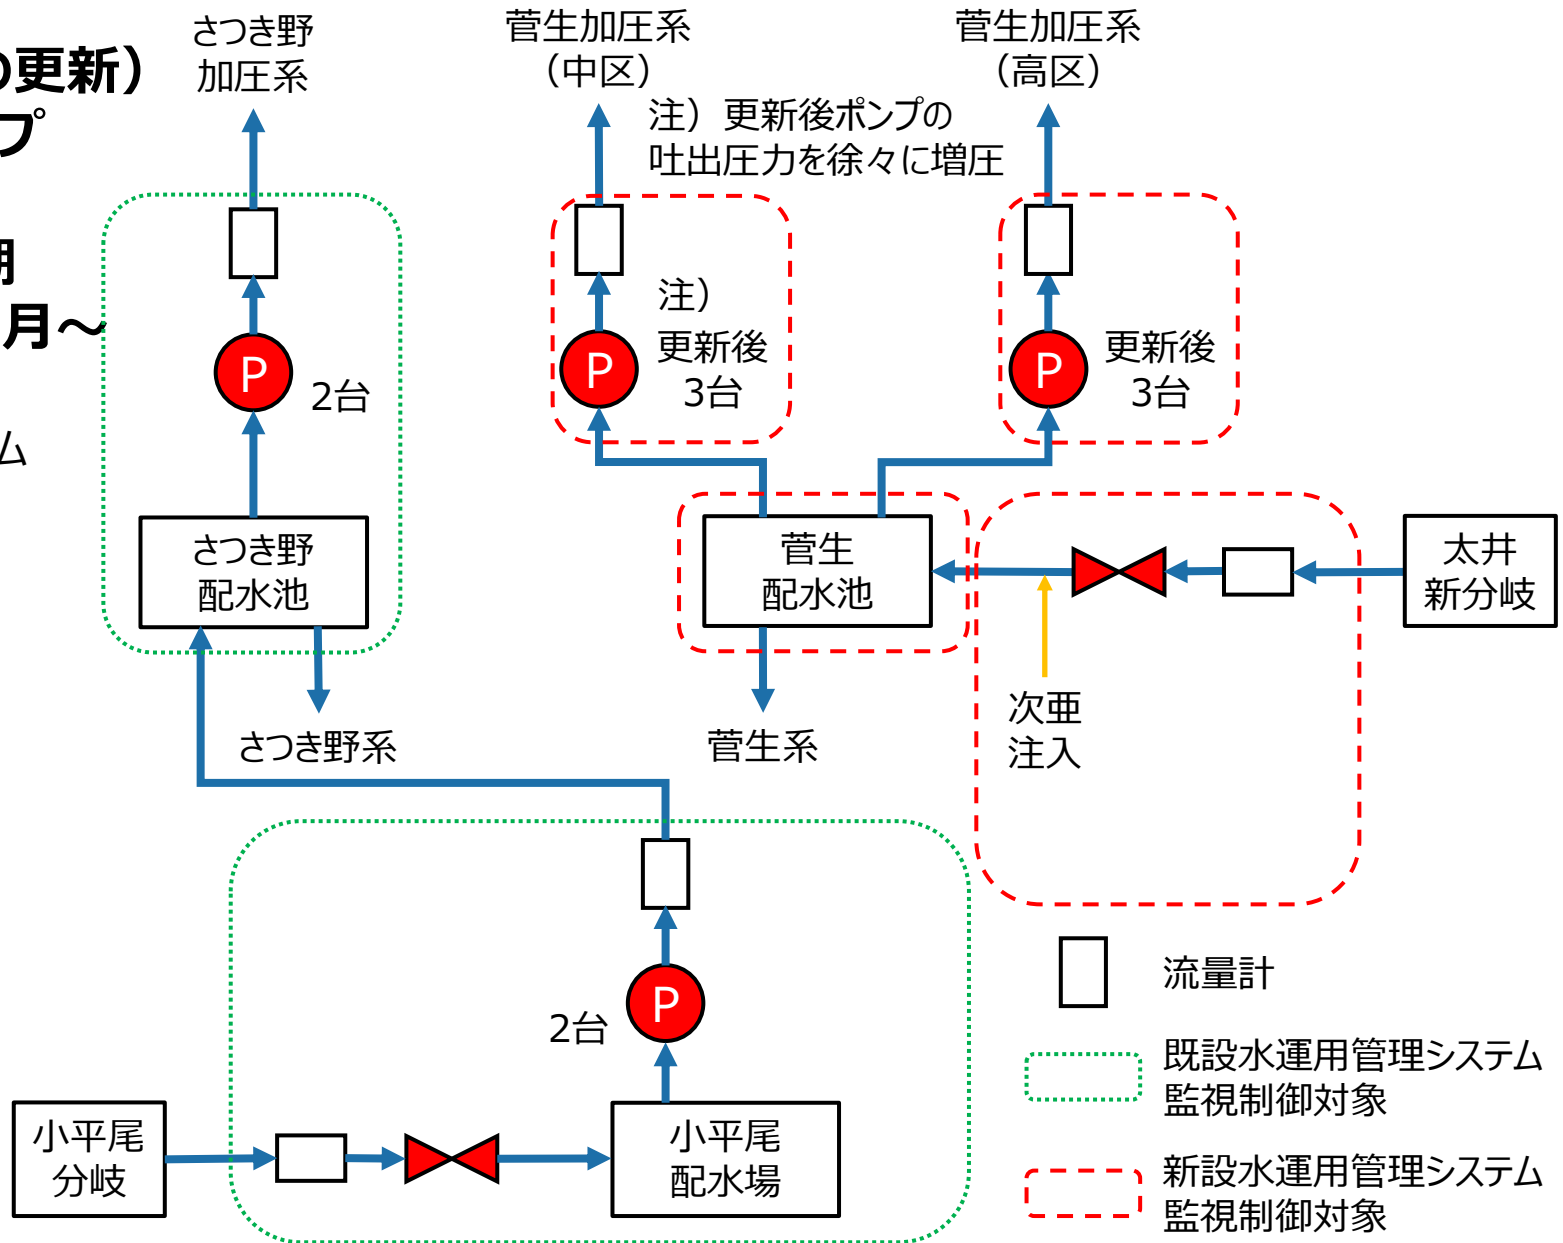 の更新）
プ
期
月～
ム
さつき野
加圧系
菅生加圧系
（中区）
菅生加圧系
（高区）
注）更新後ポンプの
吐出圧力を徐々に増圧
P
2台
注）
P
更新後
3台
P
更新後
3台
さつき野
配水池
菅生
配水池
太井
新分岐
次亜
注入
さつき野系
菅生系
P
2台
小平尾
分岐
小平尾
配水場
流量計
既設水運用管理システム
監視制御対象
新設水運用管理システム
監視制御対象